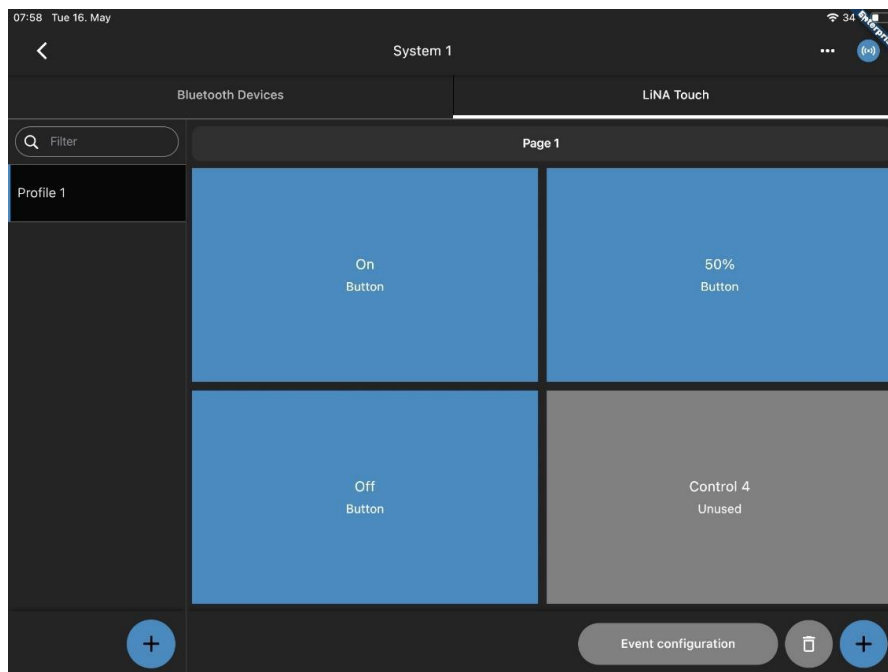 07:58 Tue 16. May
34
System 1
Bluetooth Devices
LiNA Touch
Filter
Page 1
Profile 1
On
Button
50%
Button
Off
Button
Control 4
Unused
Event configuration